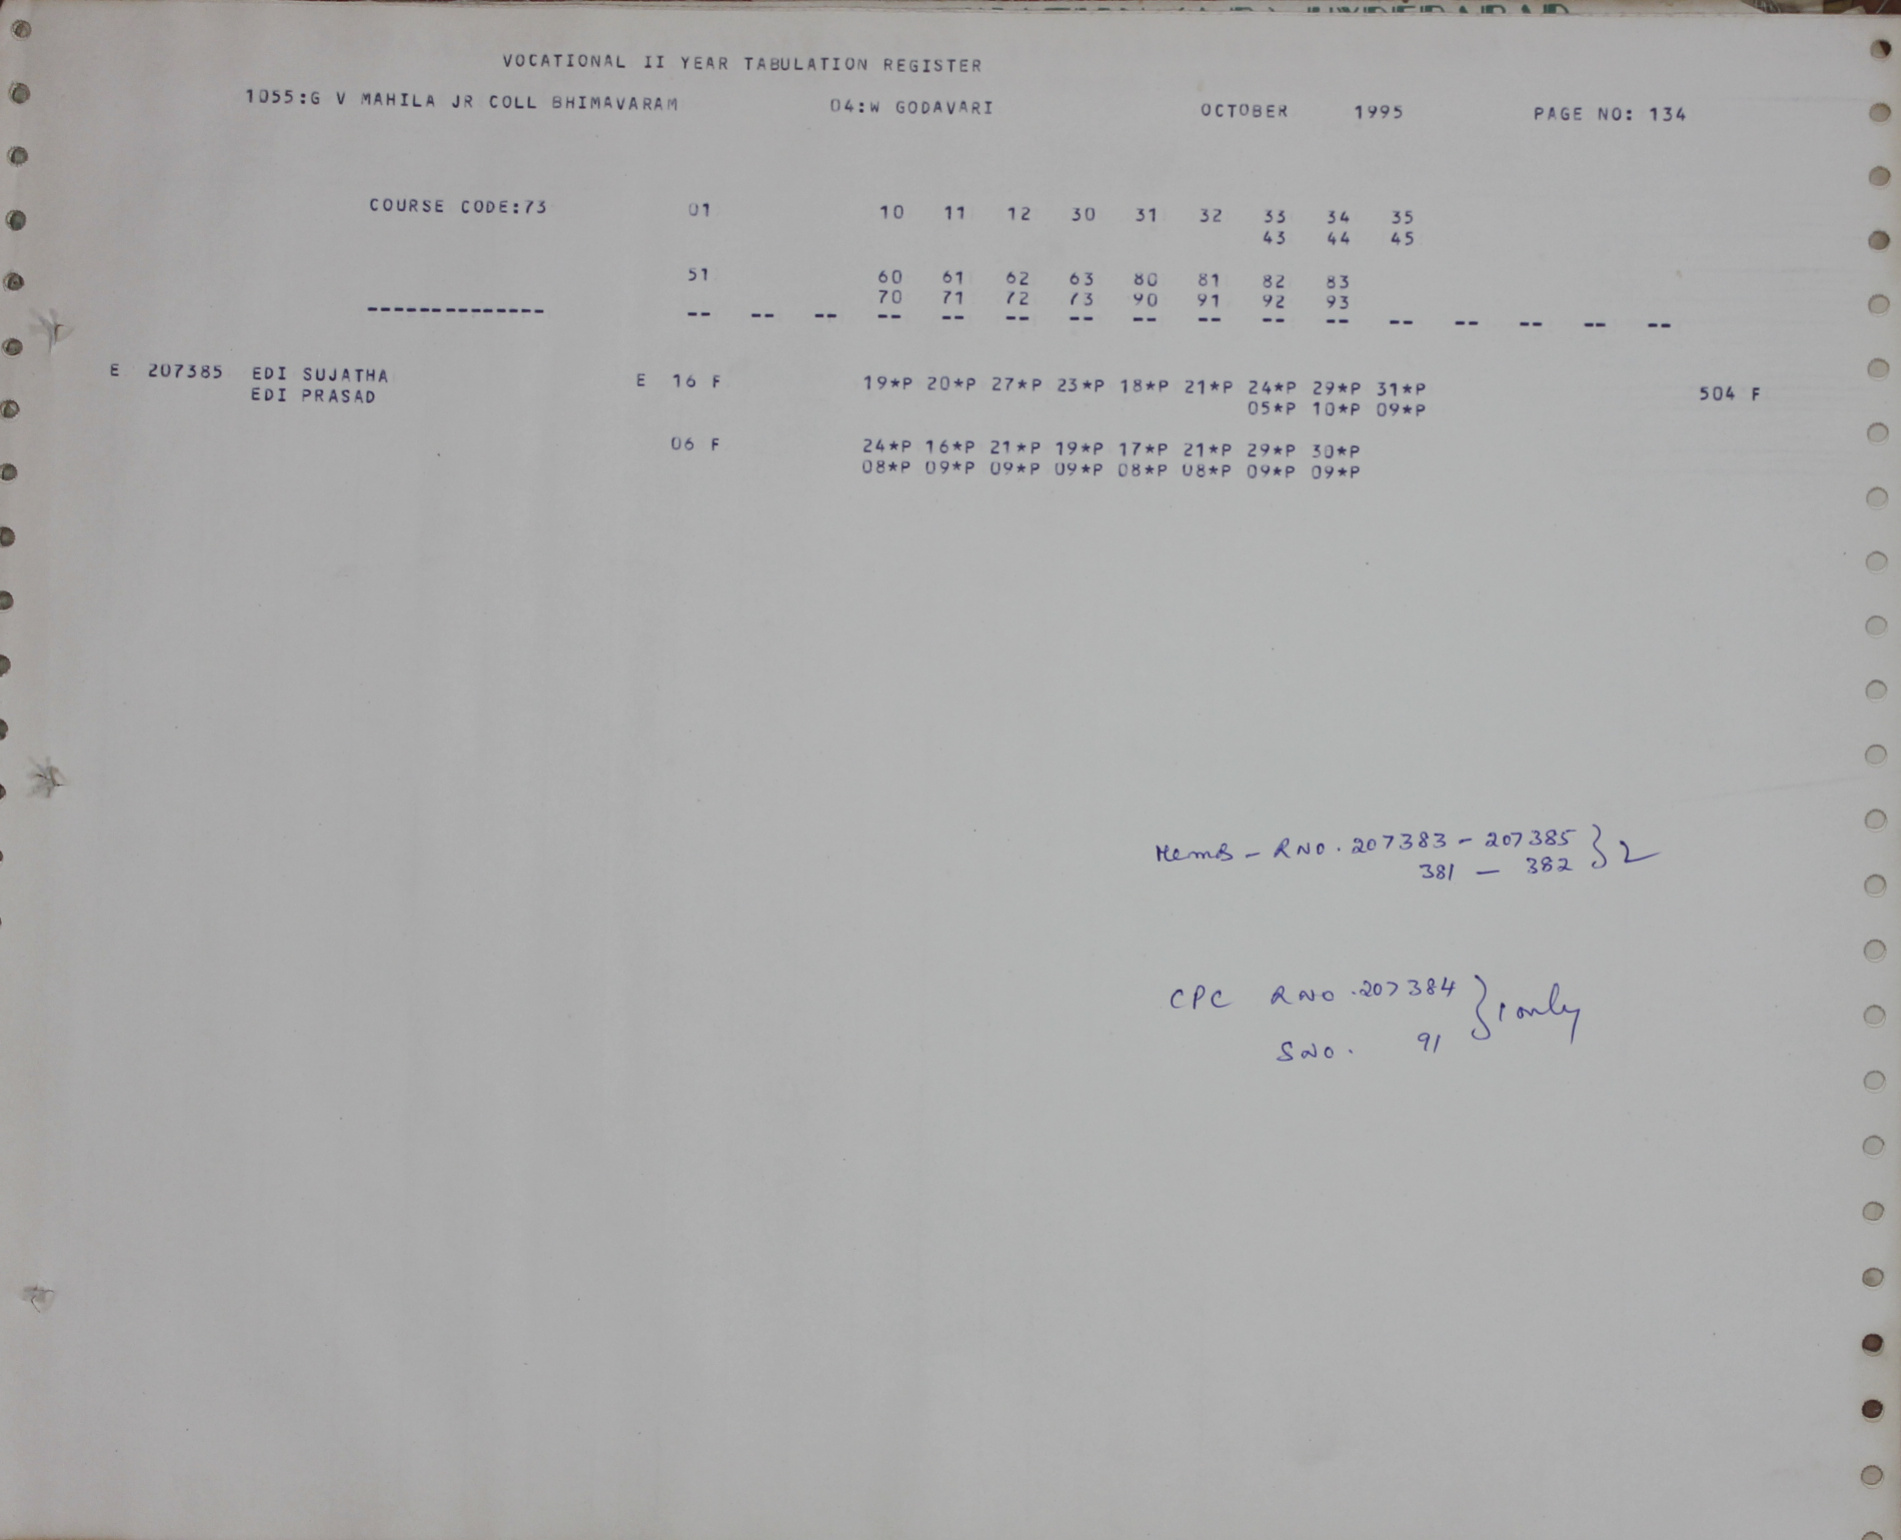 VOCATIONAL II YEAR TABULATION REGISTER
1055:G V MAHILA JR COLL BHIMAVARAM 04:W GODAVARI OCTOBER 1995 PAGE NO: 134
COURSE CODE:73 01 10 11 12 30 31 32 33 34 35
43 44 45
51 60 61 62 63 80 81 82 83
70 71 72 73 90 91 92 93
-------------- -- -- -- -- -- -- -- -- -- -- -- -- -- -- -- --
E 207385 EDI SUJATHA E 16 F 19*P 20*P 27*P 23*P 18*P 21*P 24*P 29*P 31*P 504 F
EDI PRASAD 05*P 10*P 09*P
06 F 24*P 16*P 21*P 19*P 17*P 21*P 29*P 30*P
08*P 09*P 09*P 09*P 08*P 08*P 09*P 09*P
MemB - RNO. 207383 - 207385 } 2
381 - 382
CPC RNO. 207384 } 1 only
SNO. 91